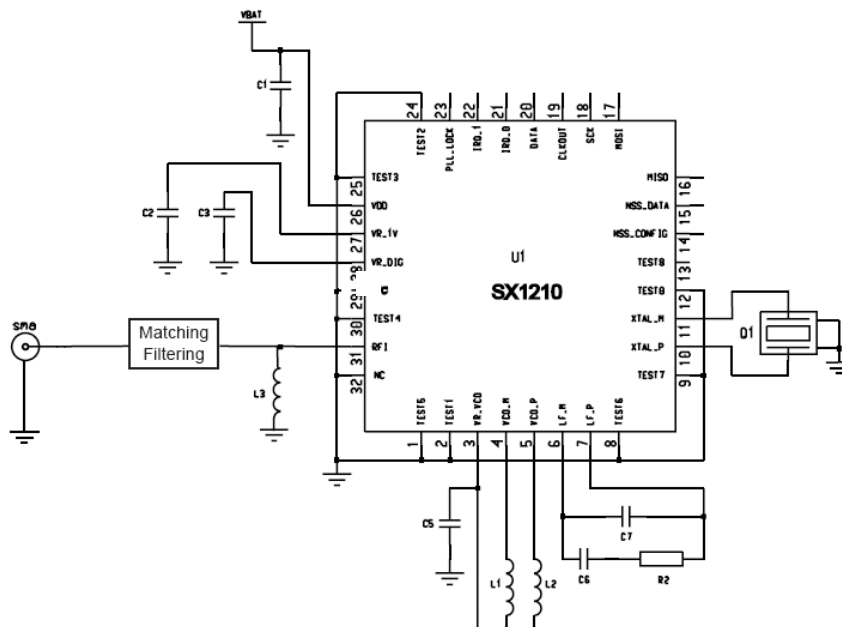 VBAT
C1
24 23 22 21 20 19 18 17
TEST2 PLL_LOCK IRQ_1 IRQ_0 DATA CLKOUT SCK MOSI
25 TEST3
26 VDD
27 VR_1V
28 VR_DIG
29
30 TEST4
31 RFI
32 NC
C2
C3
U1
SX1210
MISO 16
NSS_DATA 15
NSS_CONFIG 14
TEST8 13
TEST0 12
XTAL_M 11
XTAL_P 10
TEST7 9
Q1
sma
Matching
Filtering
L3
TEST5 TEST1 VR_VCO VCO_M VCO_P LF_M LF_P TEST6
1 2 3 4 5 6 7 8
C5
C7
C6
R2
L1
L2